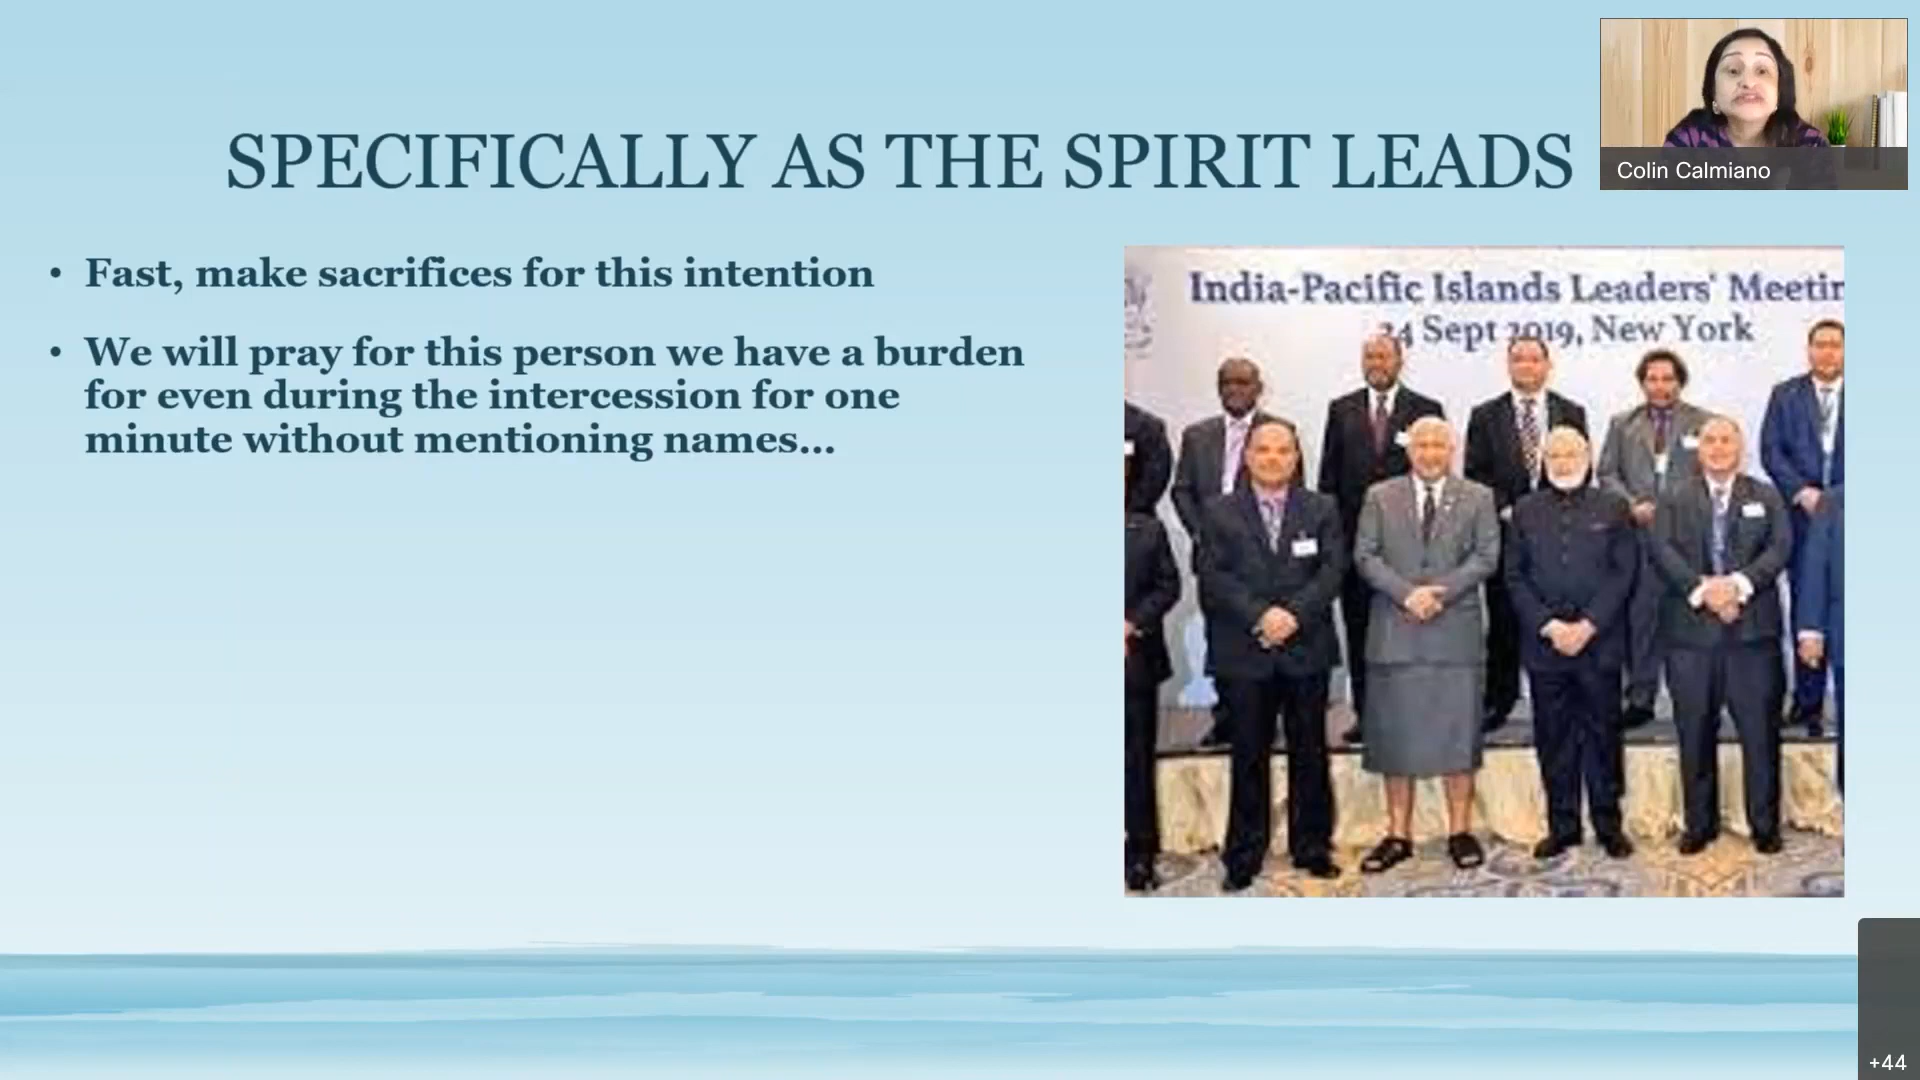 SPECIFICALLY AS THE SPIRIT LEADS
Colin Calmiano
• Fast, make sacrifices for this intention
• We will pray for this person we have a burden
for even during the intercession for one
minute without mentioning names...
India-Pacific Islands Leaders' Meetin
24 Sept 2019, New York
+44